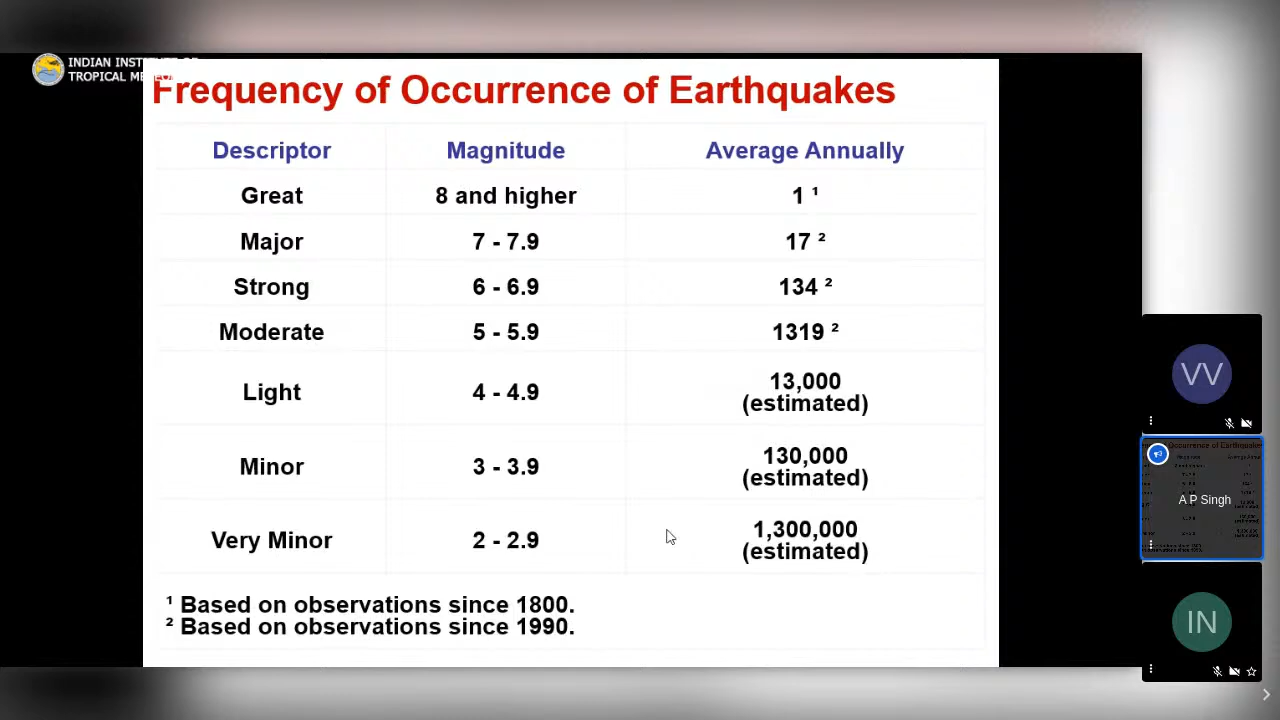 INDIAN INSTITUTE OF
TROPICAL
Frequency of Occurrence of Earthquakes
Descriptor Magnitude Average Annually
Great 8 and higher 1 ¹
Major 7 - 7.9 17 ²
Strong 6 - 6.9 134 ²
Moderate 5 - 5.9 1319 ²
Light 4 - 4.9 13,000
(estimated)
Minor 3 - 3.9 130,000
(estimated)
Very Minor 2 - 2.9 1,300,000
(estimated)
¹ Based on observations since 1800.
² Based on observations since 1990.
VV
A P Singh
IN